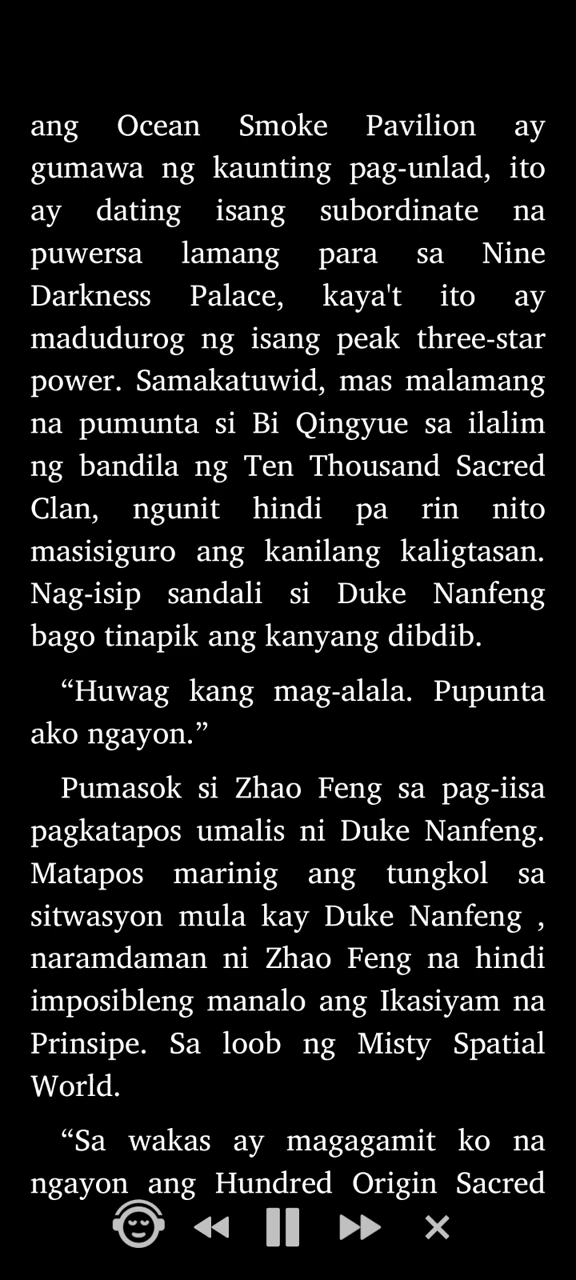 ang Ocean Smoke Pavilion ay
gumawa ng kaunting pag-unlad, ito
ay dating isang subordinate na
puwersa lamang para sa Nine
Darkness Palace, kaya't ito ay
madudurog ng isang peak three-star
power. Samakatuwid, mas malamang
na pumunta si Bi Qingyue sa ilalim
ng bandila ng Ten Thousand Sacred
Clan, ngunit hindi pa rin nito
masisiguro ang kanilang kaligtasan.
Nag-isip sandali si Duke Nanfeng
bago tinapik ang kanyang dibdib.
“Huwag kang mag-alala. Pupunta
ako ngayon.”
Pumasok si Zhao Feng sa pag-iisa
pagkatapos umalis ni Duke Nanfeng.
Matapos marinig ang tungkol sa
sitwasyon mula kay Duke Nanfeng ,
naramdaman ni Zhao Feng na hindi
imposibleng manalo ang Ikasiyam na
Prinsipe. Sa loob ng Misty Spatial
World.
“Sa wakas ay magagamit ko na
ngayon ang Hundred Origin Sacred